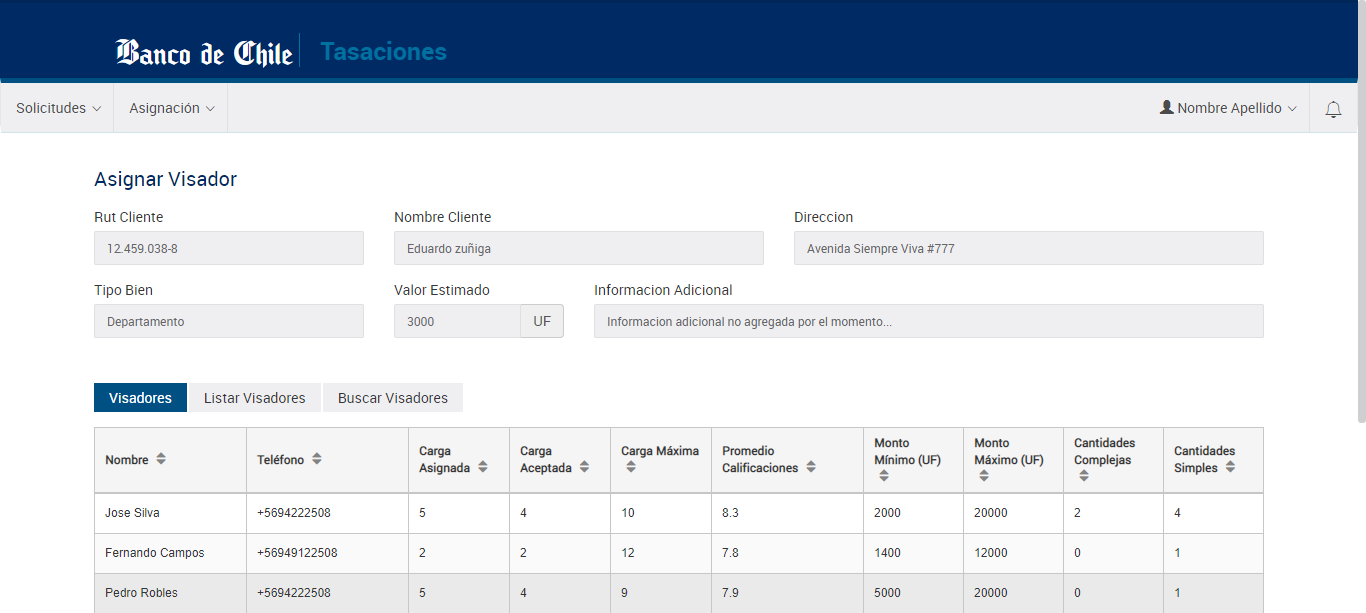 Banco de Chile Tasaciones
Solicitudes Asignación Nombre Apellido
Asignar Visador
Rut Cliente Nombre Cliente Direccion
12.459.038-8 Eduardo zuñiga Avenida Siempre Viva #777
Tipo Bien Valor Estimado Informacion Adicional
Departamento 3000 UF Informacion adicional no agregada por el momento...
Visadores Listar Visadores Buscar Visadores
Nombre Teléfono Carga Asignada Carga Aceptada Carga Máxima Promedio Calificaciones Monto Mínimo (UF) Monto Máximo (UF) Cantidades Complejas Cantidades Simples
Jose Silva +5694222508 5 4 10 8.3 2000 20000 2 4
Fernando Campos +56949122508 2 2 12 7.8 1400 12000 0 1
Pedro Robles +5694222508 5 4 9 7.9 5000 20000 0 1